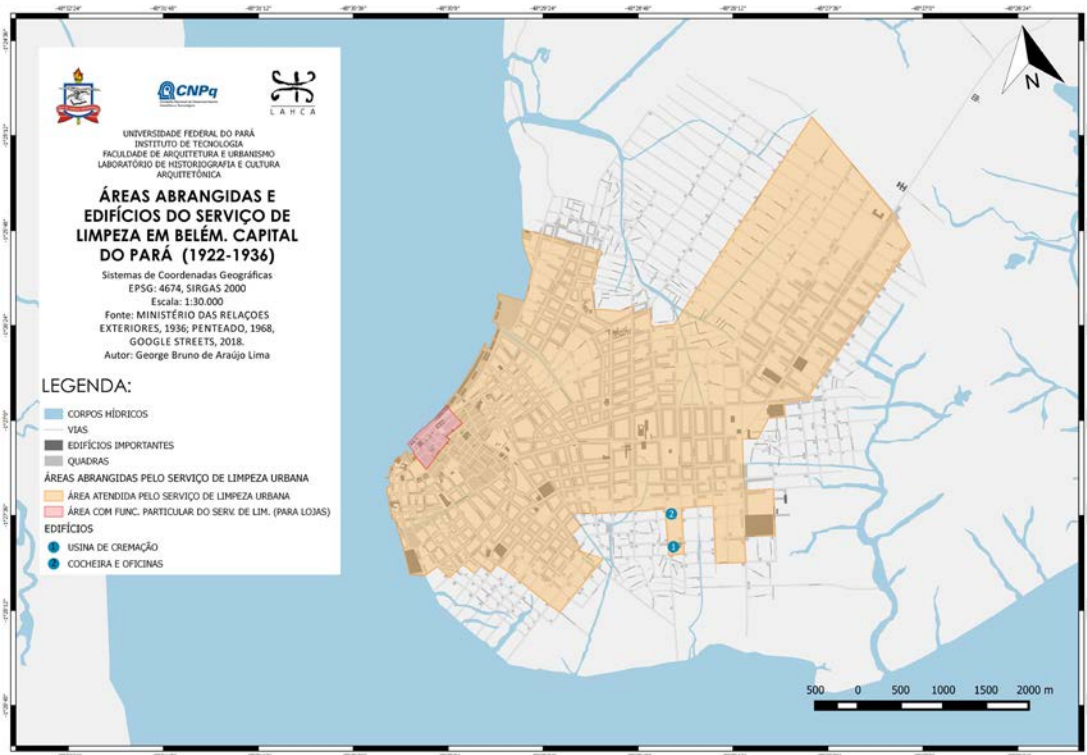 CNPq
LAHCA
UNIVERSIDADE FEDERAL DO PARÁ
INSTITUTO DE TECNOLOGIA
FACULDADE DE ARQUITETURA E URBANISMO
LABORATÓRIO DE HISTORIOGRAFIA E CULTURA
ARQUITETÔNICA
ÁREAS ABRANGIDAS E
EDIFÍCIOS DO SERVIÇO DE
LIMPEZA EM BELÉM. CAPITAL
DO PARÁ (1922-1936)
Sistemas de Coordenadas Geográficas
EPSG: 4674, SIRGAS 2000
Escala: 1:30.000
Fonte: MINISTÉRIO DAS RELAÇOES
EXTERIORES, 1936; PENTEADO, 1968,
GOOGLE STREETS, 2018.
Autor: George Bruno de Araújo Lima
LEGENDA:
CORPOS HÍDRICOS
VIAS
EDIFÍCIOS IMPORTANTES
QUADRAS
ÁREAS ABRANGIDAS PELO SERVIÇO DE LIMPEZA URBANA
ÁREA ATENDIDA PELO SERVIÇO DE LIMPEZA URBANA
ÁREA COM FUNC. PARTICULAR DO SERV. DE LIM. (PARA LOJAS)
EDIFÍCIOS
1 USINA DE CREMAÇÃO
2 COCHEIRA E OFICINAS
N
2
1
500 0 500 1000 1500 2000 m